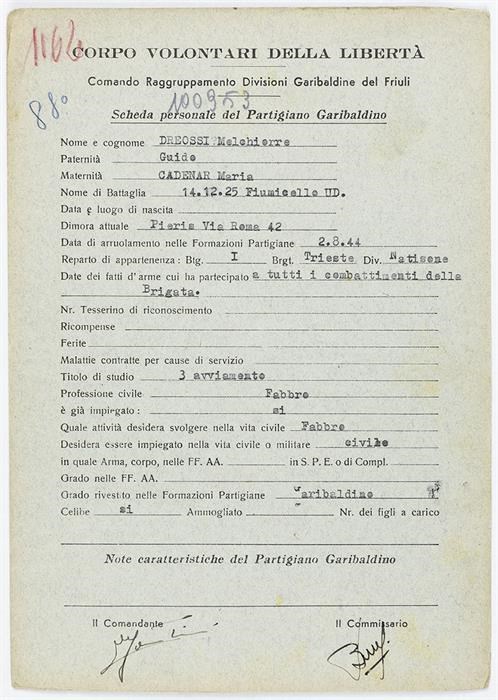 1164
CORPO VOLONTARI DELLA LIBERTÀ
Comando Raggruppamento Divisioni Garibaldine del Friuli
88° 100953
Scheda personale del Partigiano Garibaldino
Nome e cognome DREOSSI Melchiorre
Paternità Guido
Maternità CADENAR Maria
Nome di Battaglia 14.12.25 Fiumicello UD.
Data e luogo di nascita
Dimora attuale Pieris Via Roma 42
Data di arruolamento nelle Formazioni Partigiane 2.8.44
Reparto di appartenenza: Btg. I Brgt. Trieste Div. Natisone
Date dei fatti d'arme cui ha partecipato a tutti i combattimenti della
Brigata.
Nr. Tesserino di riconoscimento
Ricompense
Ferite
Malattie contratte per cause di servizio
Titolo di studio 3 avviamento
Professione civile Fabbro
è già impiegato: si
Quale attività desidera svolgere nella vita civile Fabbro
Desidera essere impiegato nella vita civile o militare civile
in quale Arma, corpo, nelle FF. AA. in S. P. E. o di Compl.
Grado nelle FF. AA.
Grado rivestito nelle Formazioni Partigiane Garibaldino
Celibe si Ammogliato - Nr. dei figli a carico
Note caratteristiche del Partigiano Garibaldino
Il Comandante Il Commissario